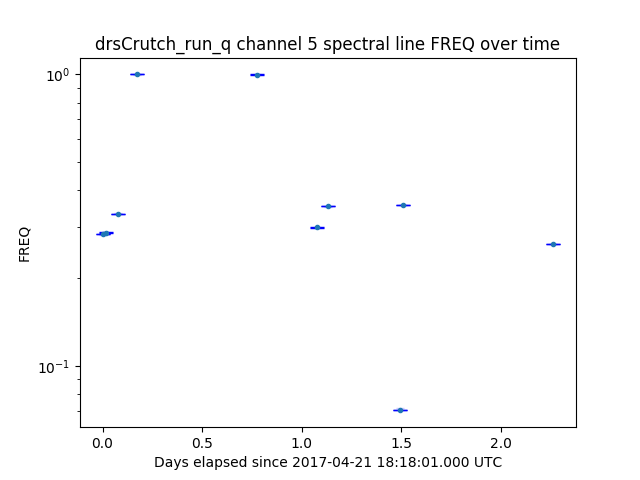 drsCrutch_run_q channel 5 spectral line FREQ over time
10⁰
10⁻¹
FREQ
0.0 0.5 1.0 1.5 2.0
Days elapsed since 2017-04-21 18:18:01.000 UTC